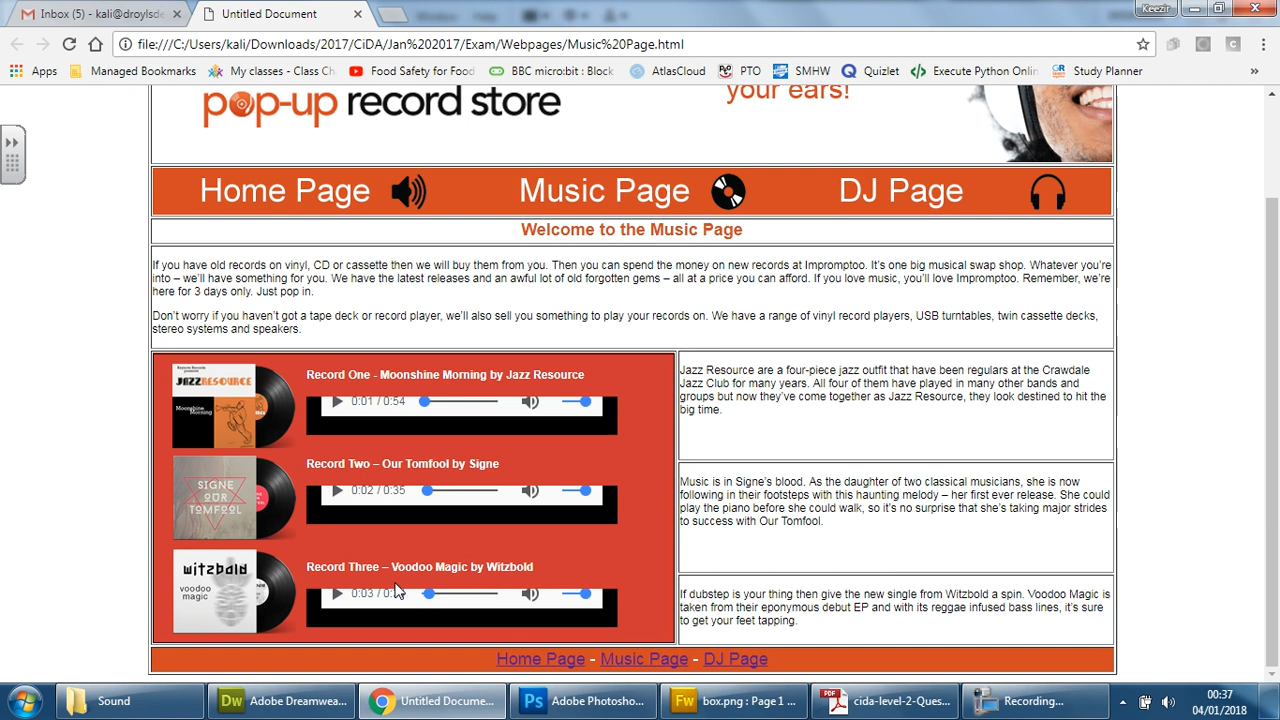 Inbox (5) - kali@droylsde
Untitled Document
Keezir
file:///C:/Users/kali/Downloads/2017/CiDA/Jan%202017/Exam/Webpages/Music%20Page.html
Apps
Managed Bookmarks
My classes - Class Ch
Food Safety for Food
BBC micro:bit : Block
AtlasCloud
PTO
SMHW
Quizlet
Execute Python Onlin
Study Planner
»
pop-up record store
your ears!
Home Page
Music Page
DJ Page
Welcome to the Music Page
If you have old records on vinyl, CD or cassette then we will buy them from you. Then you can spend the money on new records at Impromptoo. It's one big musical swap shop. Whatever you're
into – we'll have something for you. We have the latest releases and an awful lot of old forgotten gems – all at a price you can afford. If you love music, you'll love Impromptoo. Remember, we're
here for 3 days only. Just pop in.
Don't worry if you haven't got a tape deck or record player, we'll also sell you something to play your records on. We have a range of vinyl record players, USB turntables, twin cassette decks,
stereo systems and speakers.
JAZZRESOURCE
Moonshine
Morning
Record One - Moonshine Morning by Jazz Resource
0:01 / 0:54
Jazz Resource are a four-piece jazz outfit that have been regulars at the Crawdale
Jazz Club for many years. All four of them have played in many other bands and
groups but now they've come together as Jazz Resource, they look destined to hit the
big time.
SIGNE
OUR
TOMFOOL
Record Two – Our Tomfool by Signe
0:02 / 0:35
Music is in Signe's blood. As the daughter of two classical musicians, she is now
following in their footsteps with this haunting melody – her first ever release. She could
play the piano before she could walk, so it's no surprise that she's taking major strides
to success with Our Tomfool.
witzbold
voodoo
magic
Record Three – Voodoo Magic by Witzbold
0:03 /
If dubstep is your thing then give the new single from Witzbold a spin. Voodoo Magic is
taken from their eponymous debut EP and with its reggae infused bass lines, it's sure
to get your feet tapping.
Home Page - Music Page - DJ Page
Sound
Dw Adobe Dreamwea...
Untitled Docume...
Ps Adobe Photosho...
Fw box.png : Page 1 ...
PDF cida-level-2-Ques...
Recording...
00:37
04/01/2018